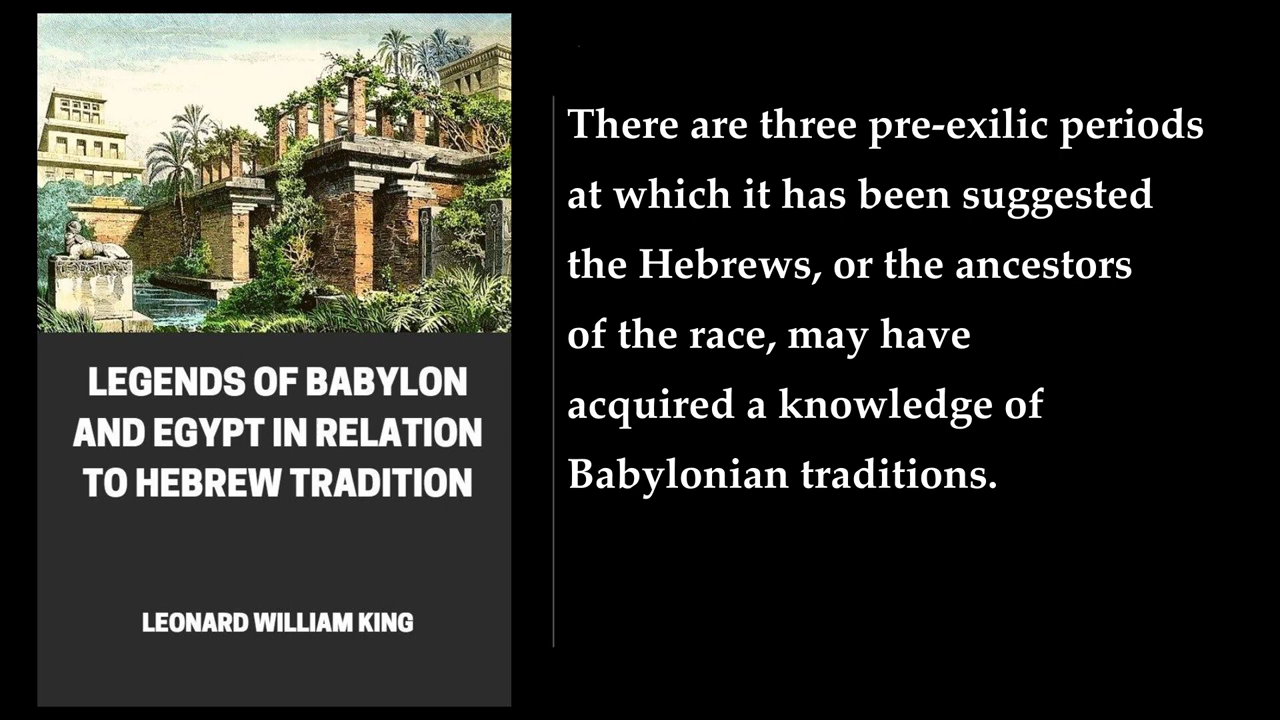 LEGENDS OF BABYLON
AND EGYPT IN RELATION
TO HEBREW TRADITION
LEONARD WILLIAM KING
There are three pre-exilic periods
at which it has been suggested
the Hebrews, or the ancestors
of the race, may have
acquired a knowledge of
Babylonian traditions.